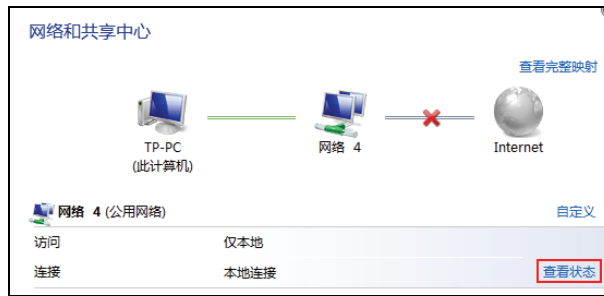 网络和共享中心
查看完整映射
TP-PC
(此计算机)
网络 4
Internet
网络 4 (公用网络)
自定义
访问 仅本地
连接 本地连接 查看状态